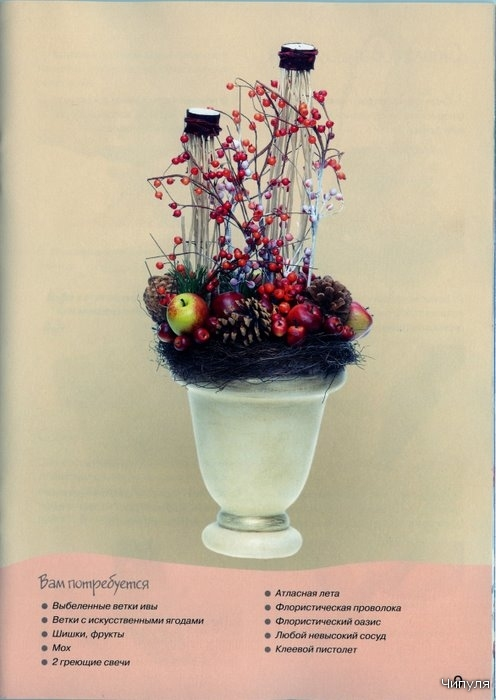 Вам потребуется
Выбеленные ветки ивы
Ветки с искусственными ягодами
Шишки, фрукты
Мох
2 греющие свечи
Атласная лета
Флористическая проволока
Флористический оазис
Любой невысокий сосуд
Клеевой пистолет
Чипуля